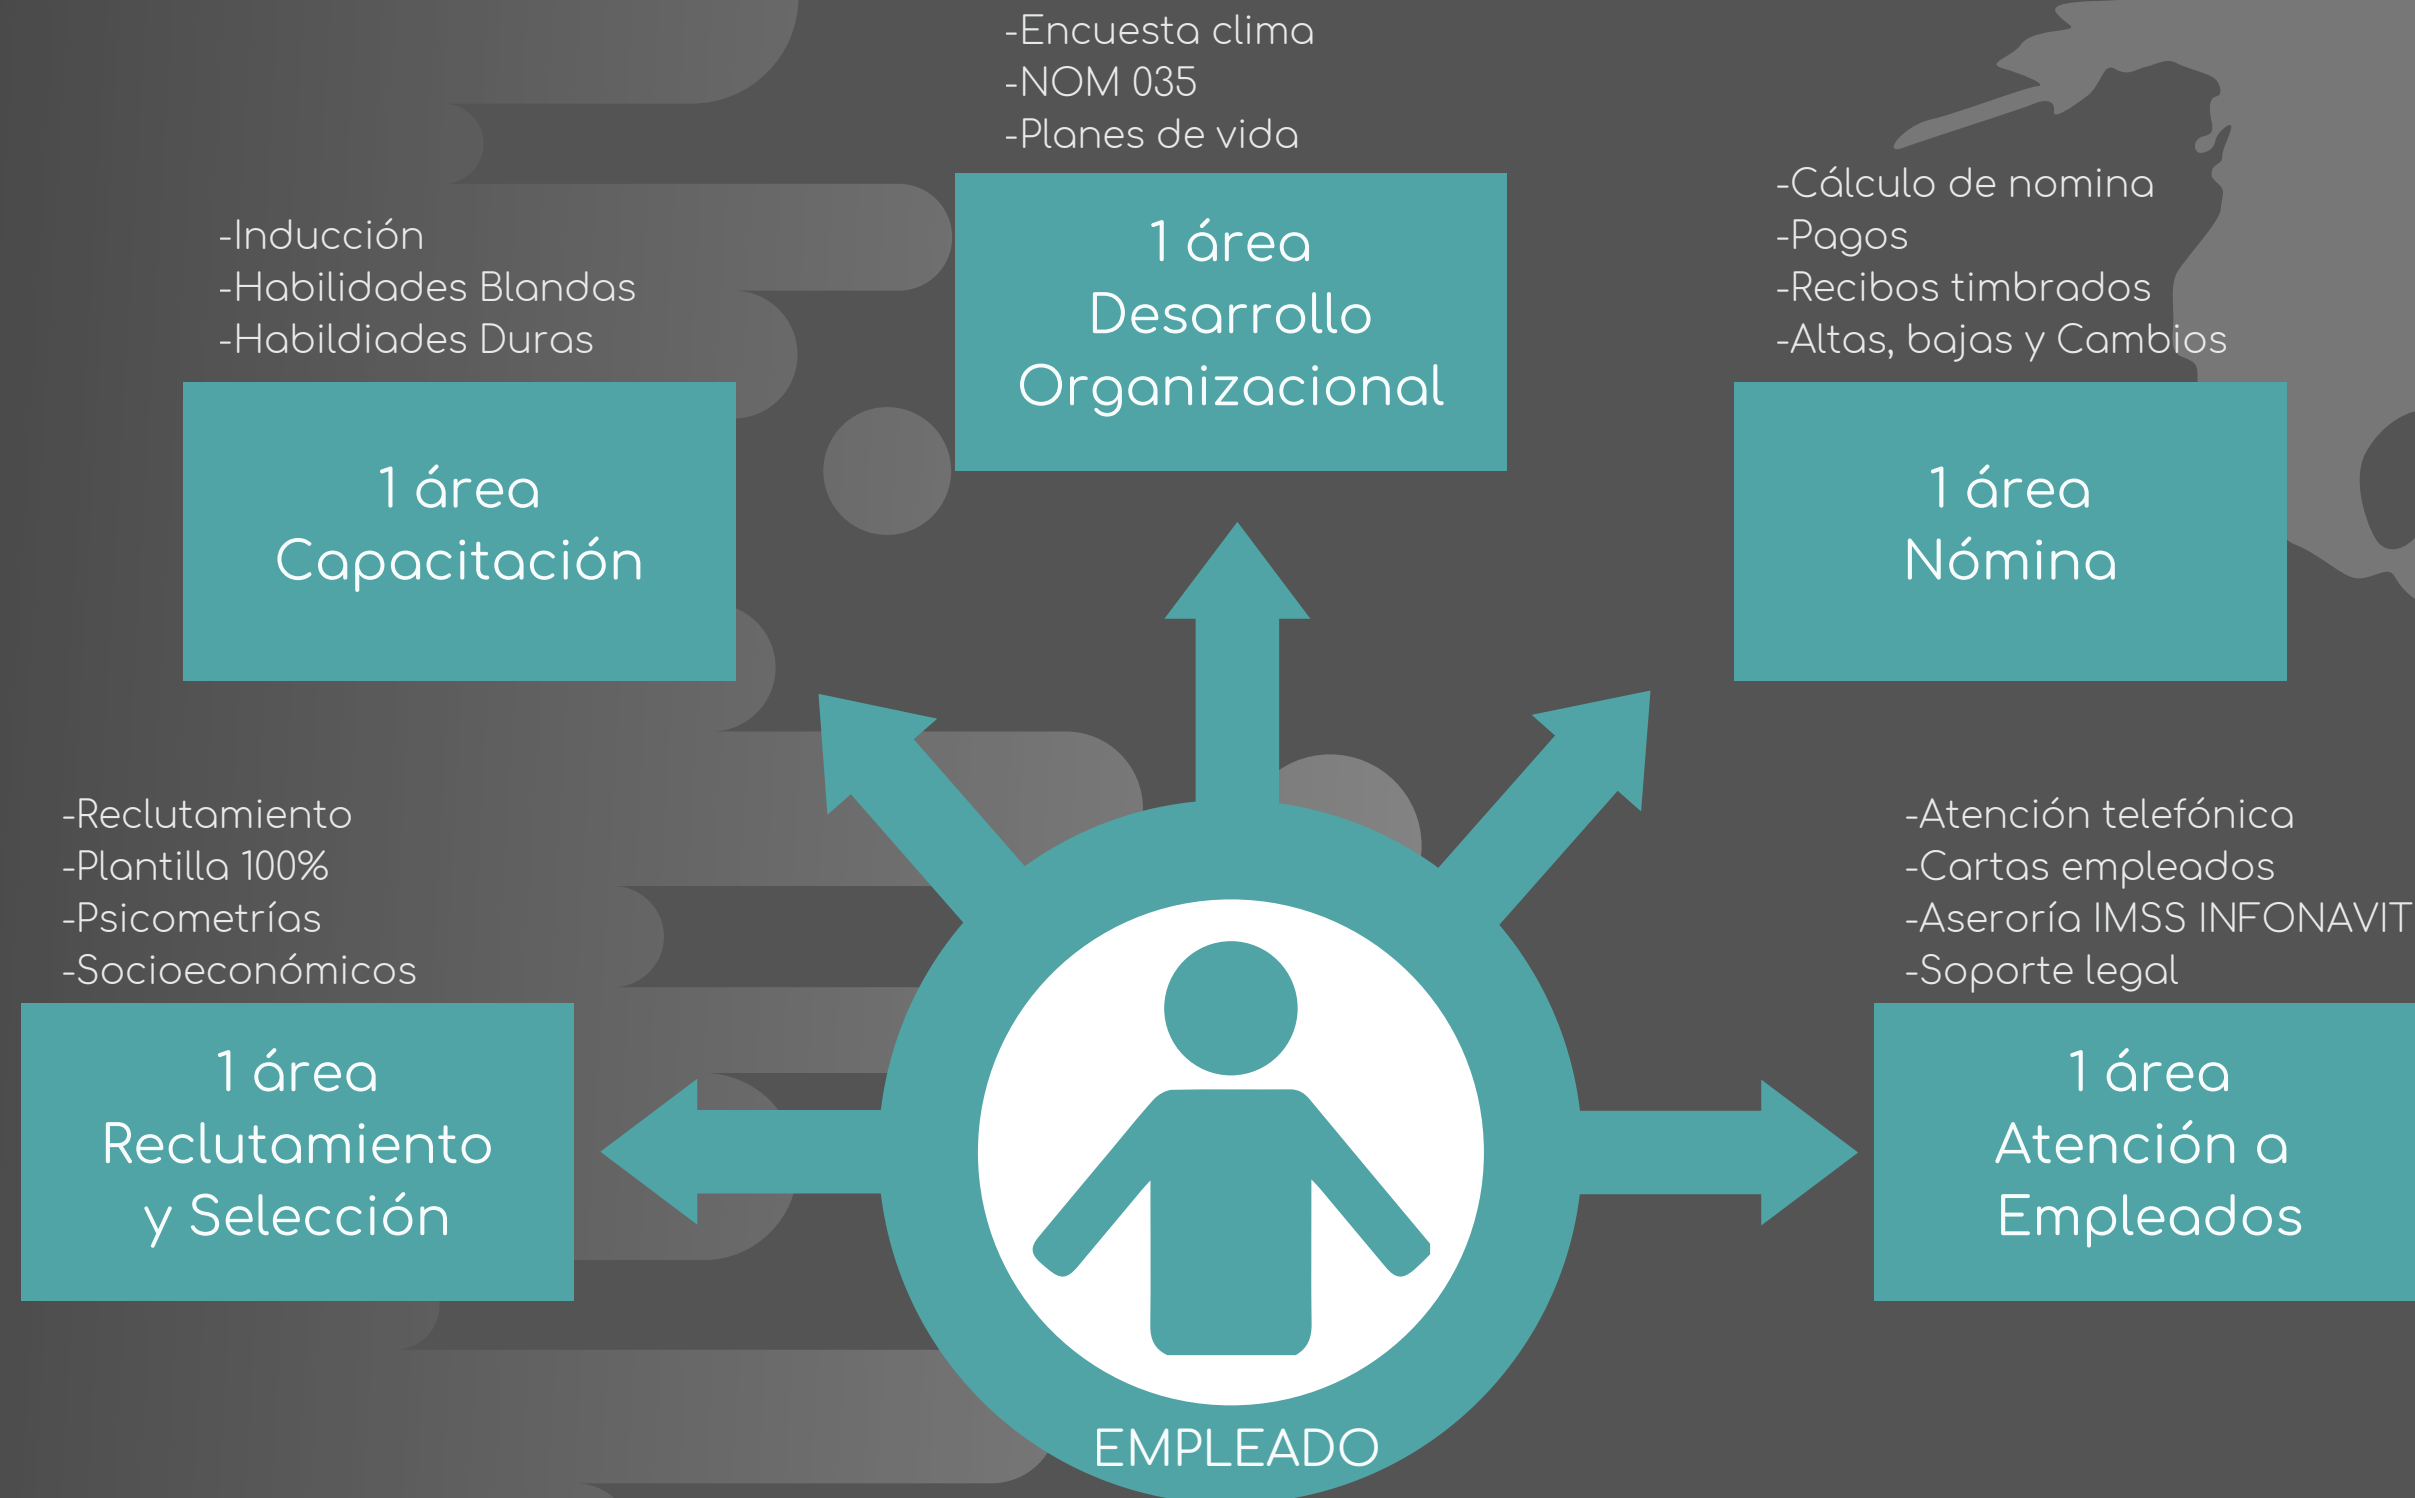 -Encuesta clima
-NOM 035
-Planes de vida
1 área
Desarrollo
Organizacional
-Inducción
-Habilidades Blandas
-Habildiades Duras
1 área
Capacitación
-Cálculo de nomina
-Pagos
-Recibos timbrados
-Altas, bajas y Cambios
1 área
Nómina
-Reclutamiento
-Plantilla 100%
-Psicometrías
-Socioeconómicos
1 área
Reclutamiento
y Selección
-Atención telefónica
-Cartas empleados
-Aseroría IMSS INFONAVIT
-Soporte legal
1 área
Atención a
Empleados
EMPLEADO